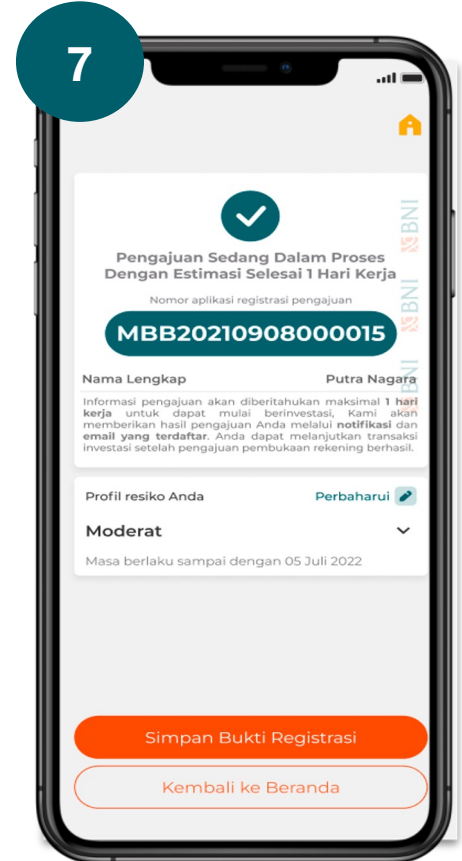 7
BNI
BNI
BNI
BNI
Pengajuan Sedang Dalam Proses
Dengan Estimasi Selesai 1 Hari Kerja
Nomor aplikasi registrasi pengajuan
MBB20210908000015
Nama Lengkap Putra Nagara
Informasi pengajuan akan diberitahukan maksimal 1 hari
kerja untuk dapat mulai berinvestasi, Kami akan
memberikan hasil pengajuan Anda melalui notifikasi dan
email yang terdaftar. Anda dapat melanjutkan transaksi
investasi setelah pengajuan pembukaan rekening berhasil.
Profil resiko Anda Perbaharui
Moderat
Masa berlaku sampai dengan 05 Juli 2022
Simpan Bukti Registrasi
Kembali ke Beranda